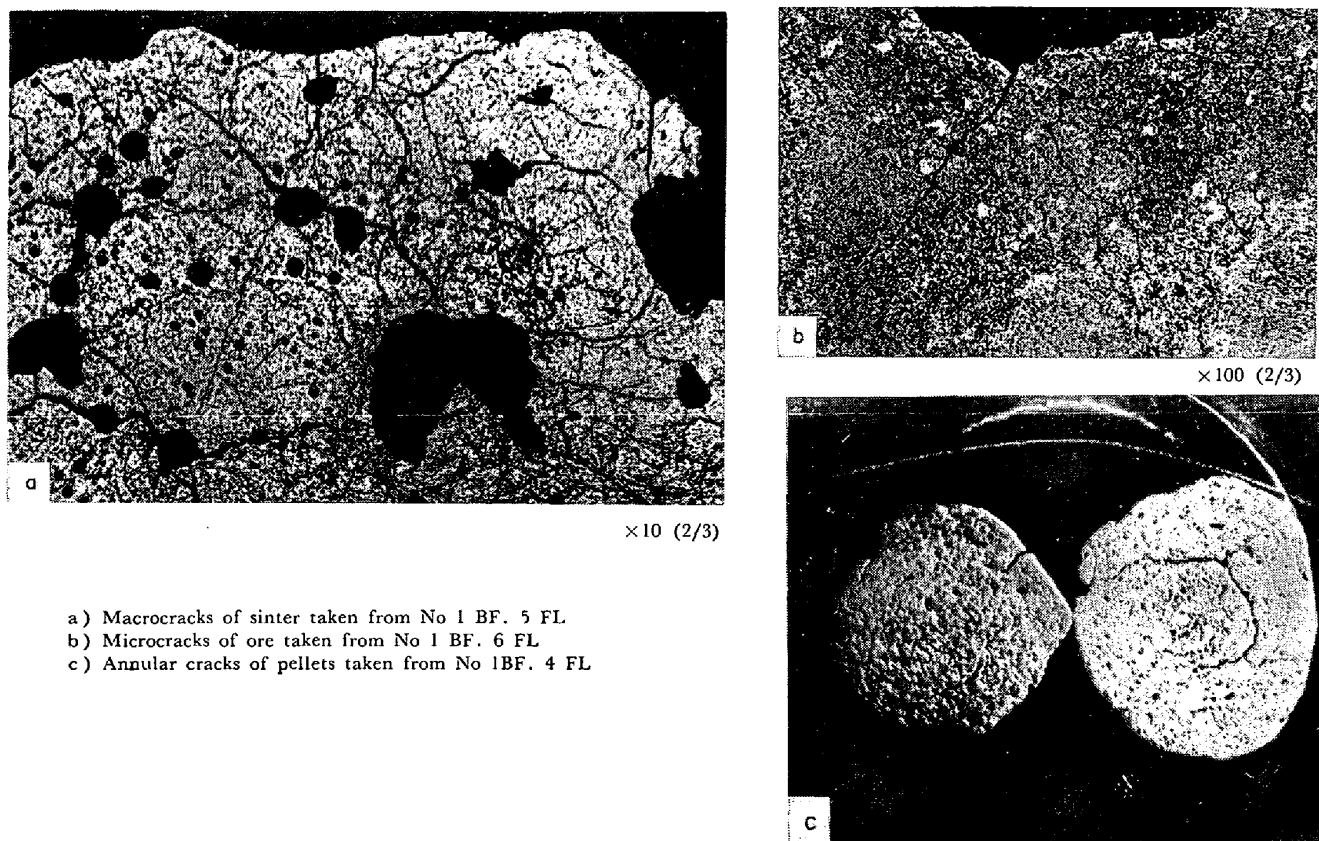 a
×10 (2/3)
b
×100 (2/3)
c
a) Macrocracks of sinter taken from No 1 BF. 5 FL
b) Microcracks of ore taken from No 1 BF. 6 FL
c) Annular cracks of pellets taken from No 1BF. 4 FL